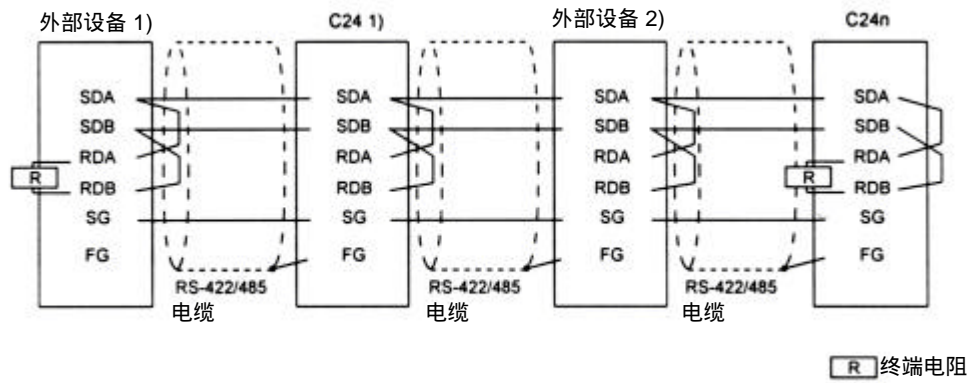 外部设备 1)
C24 1)
外部设备 2)
C24n
SDA
SDA
SDA
SDA
SDB
SDB
SDB
SDB
RDA
RDA
RDA
RDA
R
RDB
RDB
RDB
R
RDB
SG
SG
SG
SG
FG
FG
FG
FG
RS-422/485
电缆
RS-422/485
电缆
RS-422/485
电缆
R 终端电阻